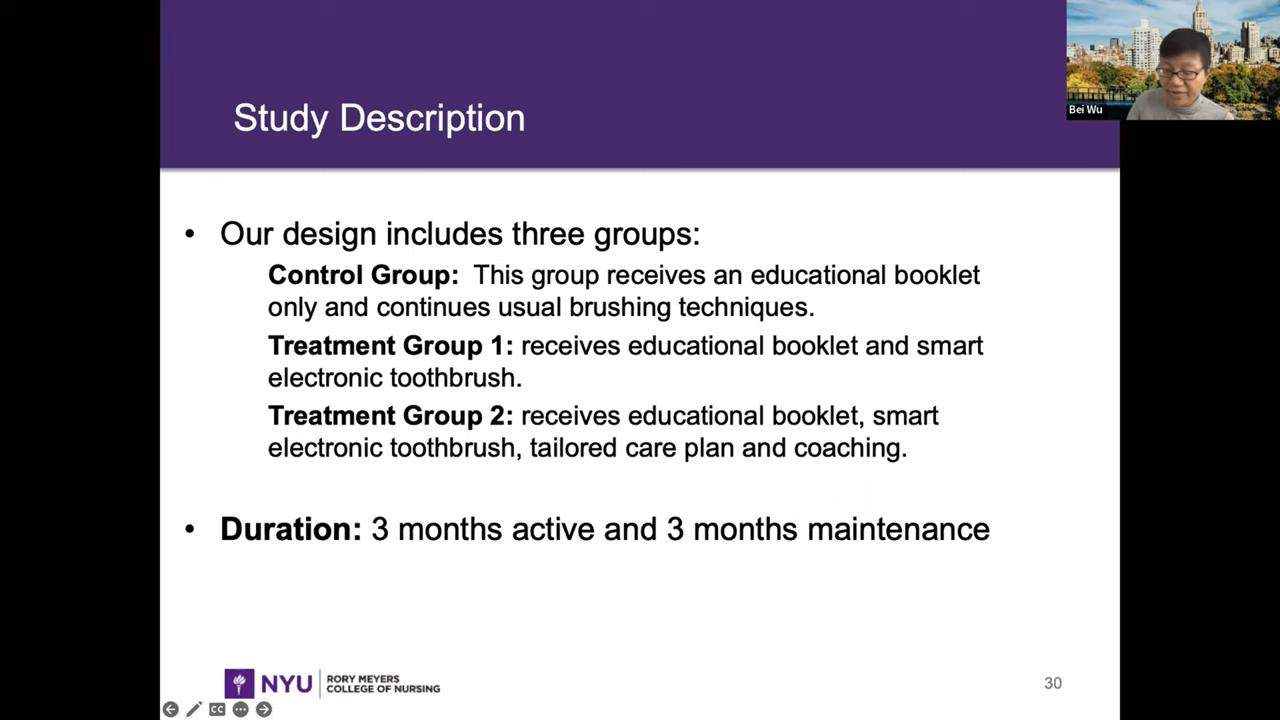 Study Description
Bei Wu
• Our design includes three groups:
Control Group: This group receives an educational booklet
only and continues usual brushing techniques.
Treatment Group 1: receives educational booklet and smart
electronic toothbrush.
Treatment Group 2: receives educational booklet, smart
electronic toothbrush, tailored care plan and coaching.
• Duration: 3 months active and 3 months maintenance
NYU
RORY MEYERS
COLLEGE OF NURSING
30
CC